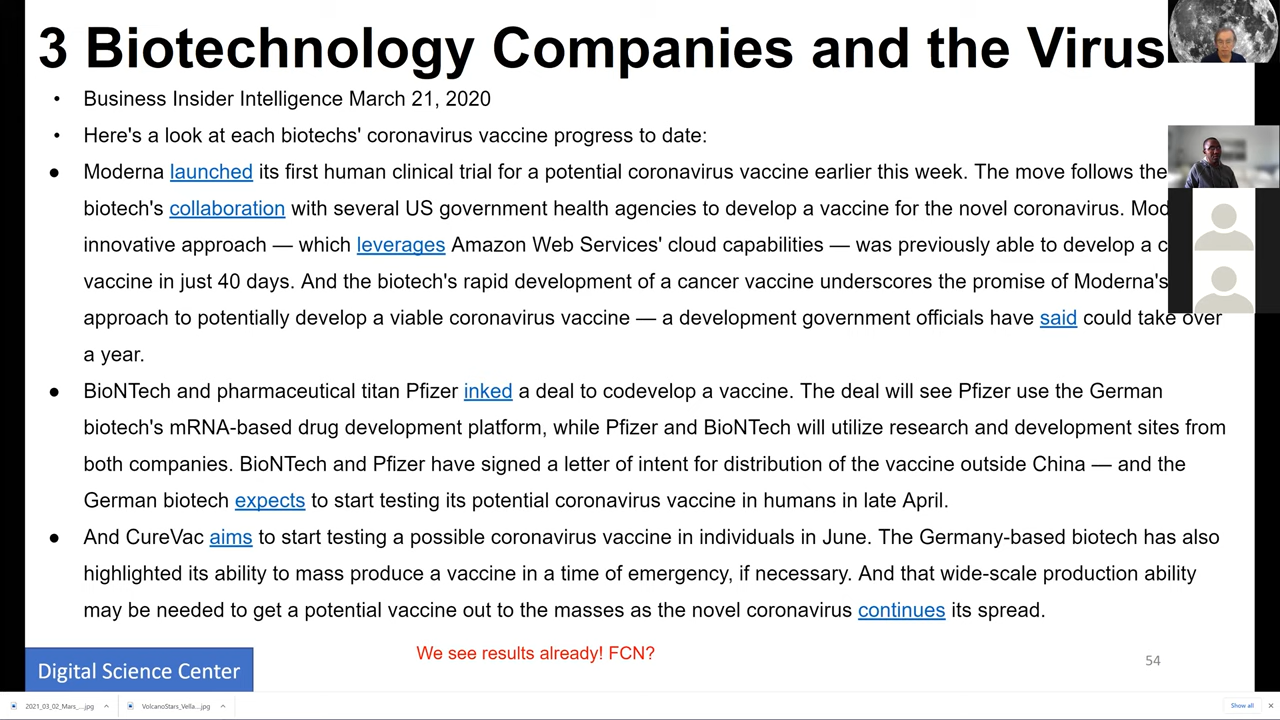 3 Biotechnology Companies and the Virus
• Business Insider Intelligence March 21, 2020
• Here's a look at each biotechs' coronavirus vaccine progress to date:
● Moderna launched its first human clinical trial for a potential coronavirus vaccine earlier this week. The move follows the
biotech's collaboration with several US government health agencies to develop a vaccine for the novel coronavirus. Mod
innovative approach — which leverages Amazon Web Services' cloud capabilities — was previously able to develop a c
vaccine in just 40 days. And the biotech's rapid development of a cancer vaccine underscores the promise of Moderna's
approach to potentially develop a viable coronavirus vaccine — a development government officials have said could take over
a year.
● BioNTech and pharmaceutical titan Pfizer inked a deal to codevelop a vaccine. The deal will see Pfizer use the German
biotech's mRNA-based drug development platform, while Pfizer and BioNTech will utilize research and development sites from
both companies. BioNTech and Pfizer have signed a letter of intent for distribution of the vaccine outside China — and the
German biotech expects to start testing its potential coronavirus vaccine in humans in late April.
● And CureVac aims to start testing a possible coronavirus vaccine in individuals in June. The Germany-based biotech has also
highlighted its ability to mass produce a vaccine in a time of emergency, if necessary. And that wide-scale production ability
may be needed to get a potential vaccine out to the masses as the novel coronavirus continues its spread.
We see results already! FCN?
54
Digital Science Center
2021_03_02_Mars_....jpg
VolcanoStars_Vella....jpg
Show all